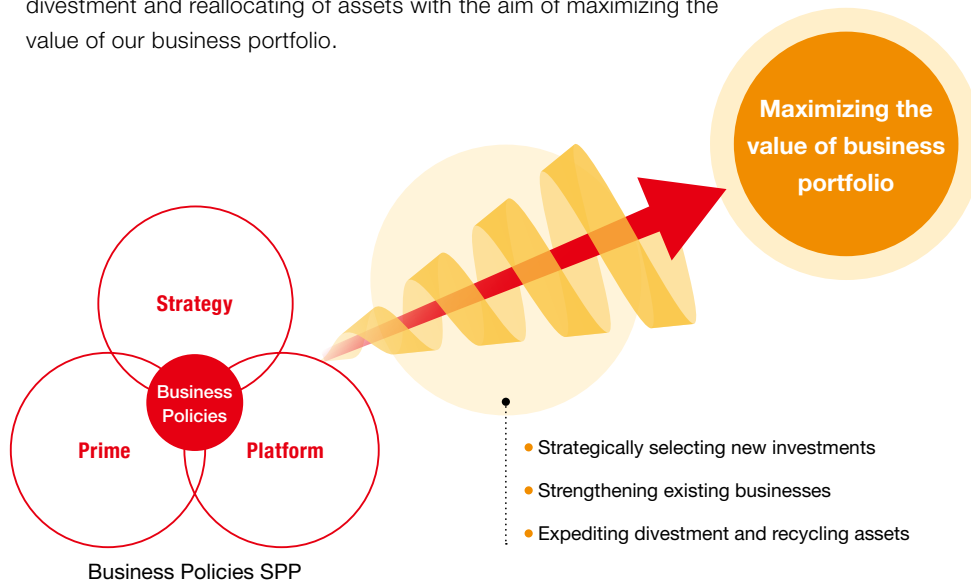 divestment and reallocating of assets with the aim of maximizing the
value of our business portfolio.
Maximizing the
value of business
portfolio
Strategy
Business
Policies
Prime
Platform
Business Policies SPP
Strategically selecting new investments
Strengthening existing businesses
Expediting divestment and recycling assets